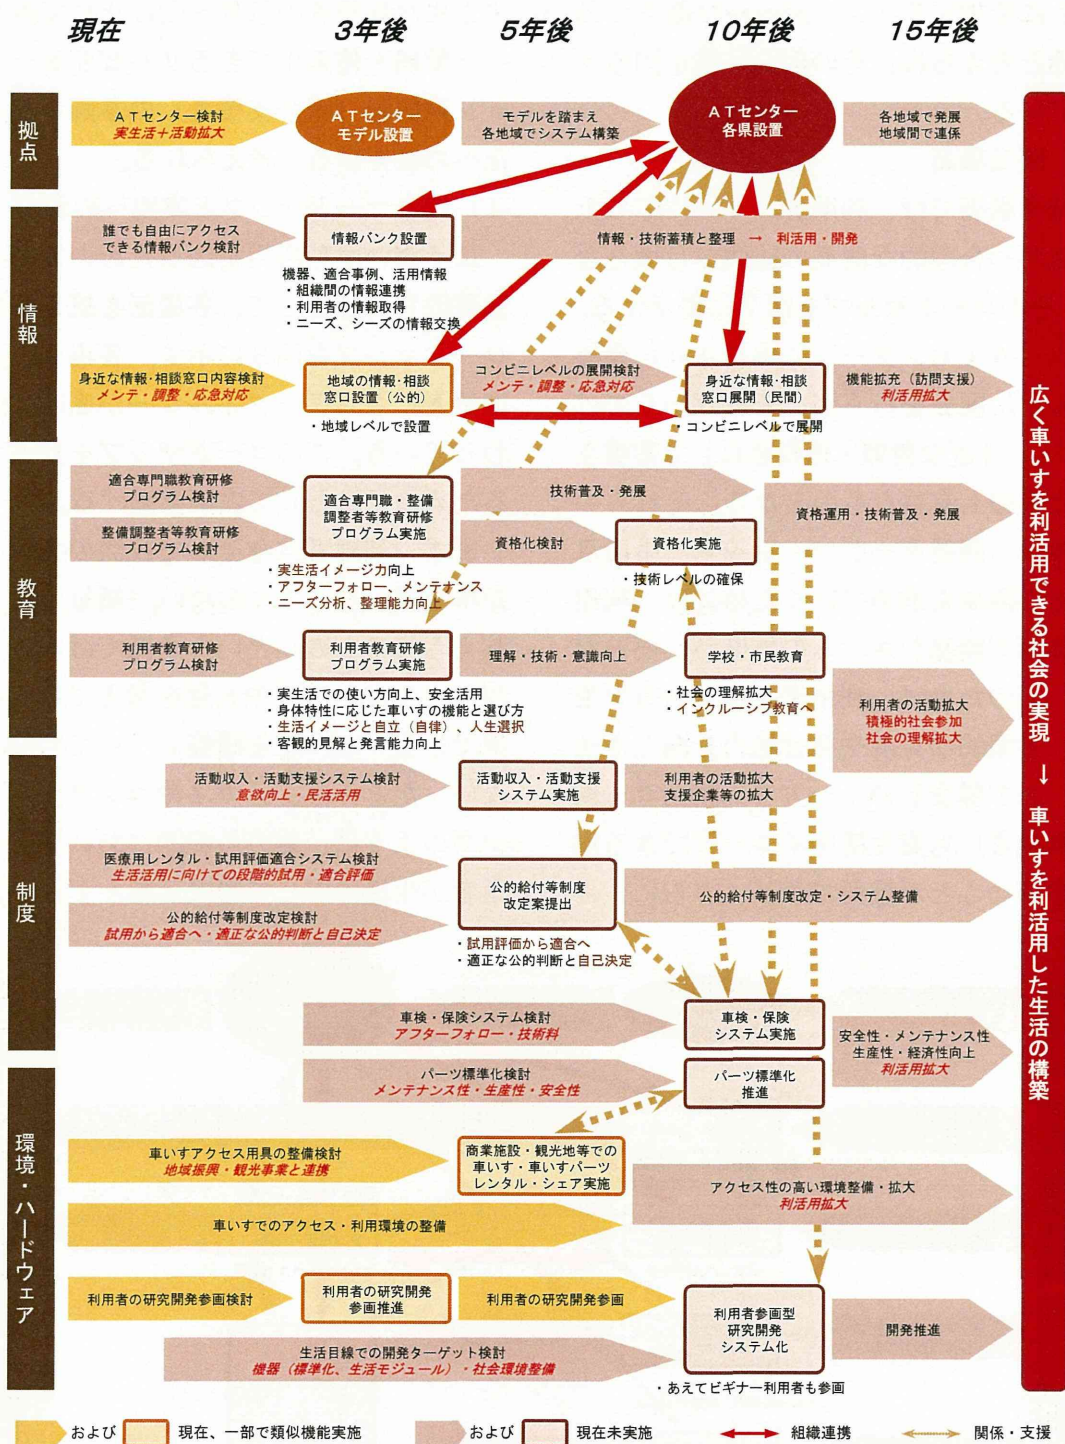 現在
3年後
5年後
10年後
15年後
拠点
ATセンター検討
実生活+活動拡大
ATセンター
モデル設置
モデルを踏まえ
各地域でシステム構築
ATセンター
各県設置
各地域で発展
地域間で連係
情報
誰でも自由にアクセス
できる情報バンク検討
情報バンク設置
情報・技術蓄積と整理 → 利活用・開発
機器、適合事例、活用情報
・組織間の情報連携
・利用者の情報取得
・ニーズ、シーズの情報交換
身近な情報・相談窓口内容検討
メンテ・調整・応急対応
地域の情報・相談
窓口設置(公的)
・地域レベルで設置
コンビニレベルの展開検討
メンテ・調整・応急対応
身近な情報・相談
窓口展開(民間)
・コンビニレベルで展開
機能拡充(訪問支援)
利活用拡大
教育
適合専門職教育研修
プログラム検討
整備調整者等教育研修
プログラム検討
適合専門職・整備
調整者等教育研修
プログラム実施
・実生活イメージ力向上
・アフターフォロー、メンテナンス
・ニーズ分析、整理能力向上
技術普及・発展
資格化検討
資格化実施
・技術レベルの確保
資格運用・技術普及・発展
利用者教育研修
プログラム検討
利用者教育研修
プログラム実施
・実生活での使い方向上、安全活用
・身体特性に応じた車いすの機能と選び方
・生活イメージと自立(自律)、人生選択
・客観的見解と発言能力向上
理解・技術・意識向上
学校・市民教育
・社会の理解拡大
・インクルーシブ教育へ
利用者の活動拡大
積極的社会参加
社会の理解拡大
制度
活動収入・活動支援システム検討
意欲向上・民活活用
活動収入・活動支援
システム実施
利用者の活動拡大
支援企業等の拡大
医療用レンタル・試用評価適合システム検討
生活活用に向けての段階的試用・適合評価
公的給付等制度改定検討
試用から適合へ・適正な公的判断と自己決定
公的給付等制度
改定案提出
・試用評価から適合へ
・適正な公的判断と自己決定
公的給付等制度改定・システム整備
車検・保険システム検討
アフターフォロー・技術料
車検・保険
システム実施
安全性・メンテナンス性
生産性・経済性向上
利活用拡大
環境・ハードウェア
パーツ標準化検討
メンテナンス性・生産性・安全性
パーツ標準化
推進
車いすアクセス用具の整備検討
地域振興・観光事業と連携
商業施設・観光地等での
車いす・車いすパーツ
レンタル・シェア実施
アクセス性の高い環境整備・拡大
利活用拡大
車いすでのアクセス・利用環境の整備
利用者の研究開発参画検討
利用者の研究開発
参画推進
利用者の研究開発参画
利用者参画型
研究開発
システム化
・あえてビギナー利用者も参画
開発推進
生活目線での開発ターゲット検討
機器(標準化、生活モジュール)・社会環境整備
広く車いすを利活用できる社会の実現 → 車いすを利活用した生活の構築
および 現在、一部で類似機能実施
および 現在未実施
組織連携
関係・支援